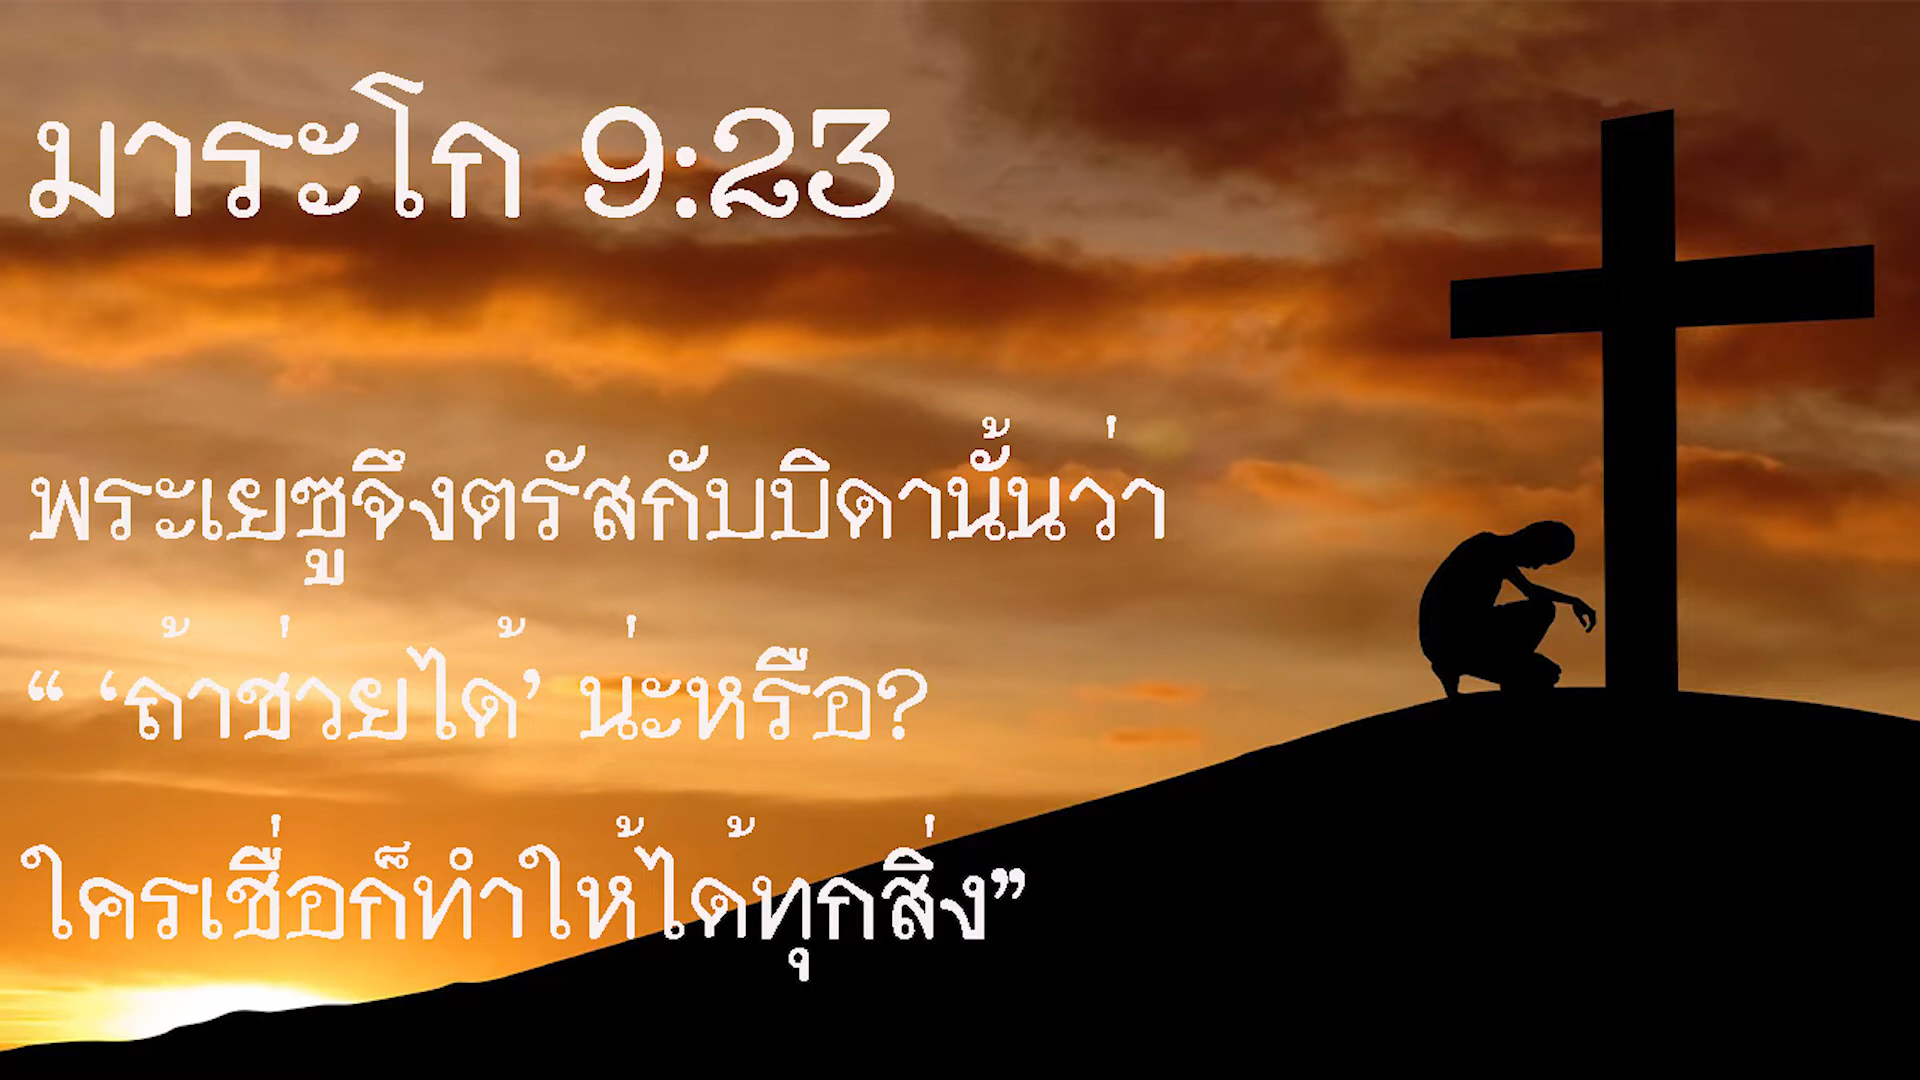 มาระโก 9:23
พระเยซูจึงตรัสกับบิดานั้นว่า
“ ‘ถ้าช่วยได้’ น่ะหรือ?
ใครเชื่อก็ทำให้ได้ทุกสิ่ง”